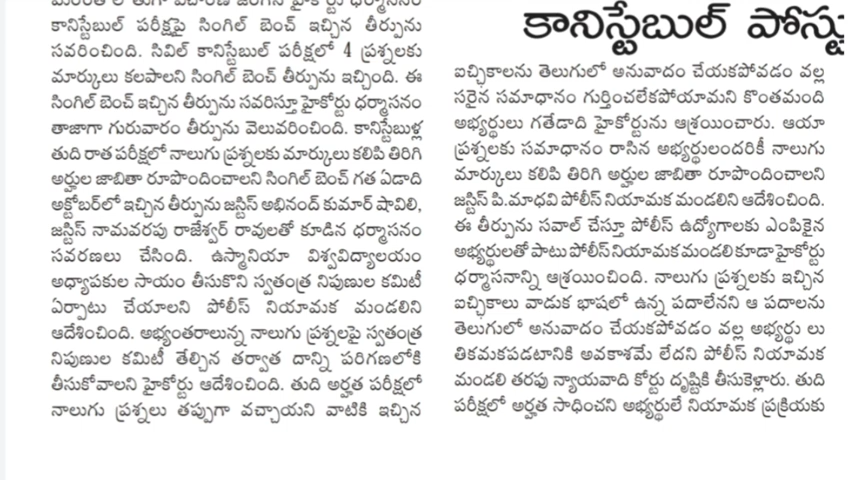 కానిస్టేబుల్ పోస్టు
కానిస్టేబుల్ పరీక్షపై సింగిల్ బెంచ్ ఇచ్చిన తీర్పును
సవరించింది. సివిల్ కానిస్టేబుల్ పరీక్షలో 4 ప్రశ్నలకు
మార్కులు కలపాలని సింగిల్ బెంచ్ తీర్పును ఇచ్చింది. ఈ
సింగిల్ బెంచ్ ఇచ్చిన తీర్పును సవరిస్తూ హైకోర్టు ధర్మాసనం
తాజాగా గురువారం తీర్పును వెలువరించింది. కానిస్టేబుళ్ల
తుది రాత పరీక్షలో నాలుగు ప్రశ్నలకు మార్కులు కలిపి తిరిగి
అర్హుల జాబితా రూపొందించాలని సింగిల్ బెంచ్ గత ఏడాది
అక్టోబర్‌లో ఇచ్చిన తీర్పును జస్టిస్ అభినంద్ కుమార్ షావిలి,
జస్టిస్ నామవరపు రాజేశ్వర్ రావులతో కూడిన ధర్మాసనం
సవరణలు చేసింది. ఉస్మానియా విశ్వవిద్యాలయం
అధ్యాపకుల సాయం తీసుకొని స్వతంత్ర నిపుణుల కమిటీ
ఏర్పాటు చేయాలని పోలీస్ నియామక మండలిని
ఆదేశించింది. అభ్యంతరాలున్న నాలుగు ప్రశ్నలపై స్వతంత్ర
నిపుణుల కమిటీ తేల్చిన తర్వాత దాన్ని పరిగణలోకి
తీసుకోవాలని హైకోర్టు ఆదేశించింది. తుది అర్హత పరీక్షలో
నాలుగు ప్రశ్నలు తప్పుగా వచ్చాయని వాటికి ఇచ్చిన
ఐచ్ఛికాలను తెలుగులో అనువాదం చేయకపోవడం వల్ల
సరైన సమాధానం గుర్తించలేకపోయామని కొంతమంది
అభ్యర్థులు గతేడాది హైకోర్టును ఆశ్రయించారు. ఆయా
ప్రశ్నలకు సమాధానం రాసిన అభ్యర్థులందరికీ నాలుగు
మార్కులు కలిపి తిరిగి అర్హుల జాబితా రూపొందించాలని
జస్టిస్ పి.మాధవి పోలీస్ నియామక మండలిని ఆదేశించింది.
ఈ తీర్పును సవాల్ చేస్తూ పోలీస్ ఉద్యోగాలకు ఎంపికైన
అభ్యర్థులతో పాటు పోలీస్ నియామక మండలి కూడా హైకోర్టు
ధర్మాసనాన్ని ఆశ్రయించింది. నాలుగు ప్రశ్నలకు ఇచ్చిన
ఐచ్ఛికాలు వాడుక భాషలో ఉన్న పదాలేనని ఆ పదాలను
తెలుగులో అనువాదం చేయకపోవడం వల్ల అభ్యర్థు లు
తికమకపడటానికి అవకాశమే లేదని పోలీస్ నియామక
మండలి తరపు న్యాయవాది కోర్టు దృష్టికి తీసుకెళ్లారు. తుది
పరీక్షలో అర్హత సాధించని అభ్యర్థులే నియామక ప్రక్రియకు